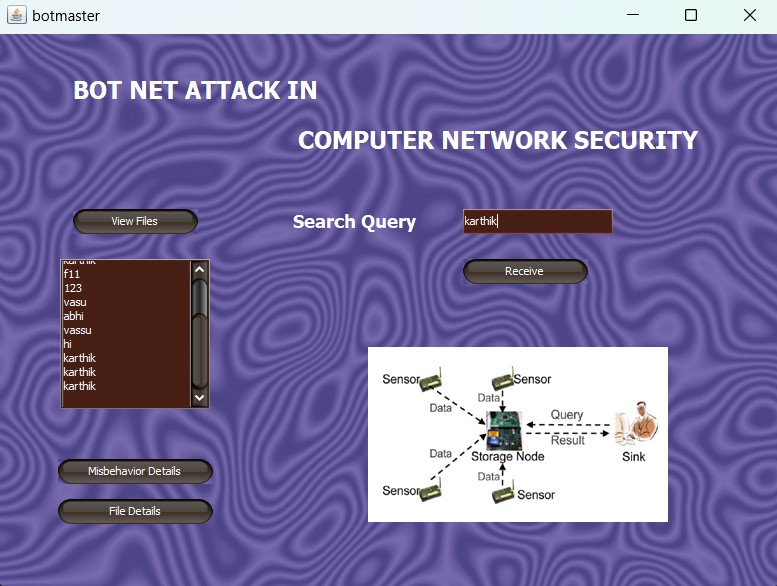 botmaster
BOT NET ATTACK IN
COMPUTER NETWORK SECURITY
View Files
Search Query
karthik
Receive
karthik
f11
123
vasu
abhi
vassu
hi
karthik
karthik
karthik
Misbehavior Details
File Details
Sensor
Sensor
Data
Data
Query
Result
Storage Node
Sink
Data
Data
Sensor
Sensor